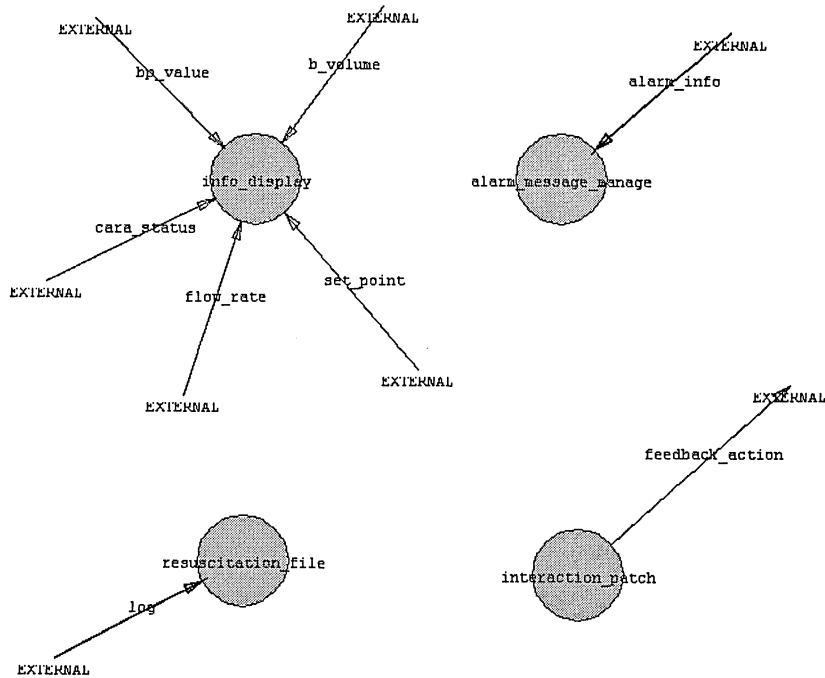 EXTERNAL
EXTERNAL
EXTERNAL
bp_value
b_volume
alarm_info
info_display
alarm_message_manage
cara_status
set_point
EXTERNAL
flow_rate
EXTERNAL
EXTERNAL
EXTERNAL
feedback_action
resuscitation_file
interaction_patch
log
EXTERNAL